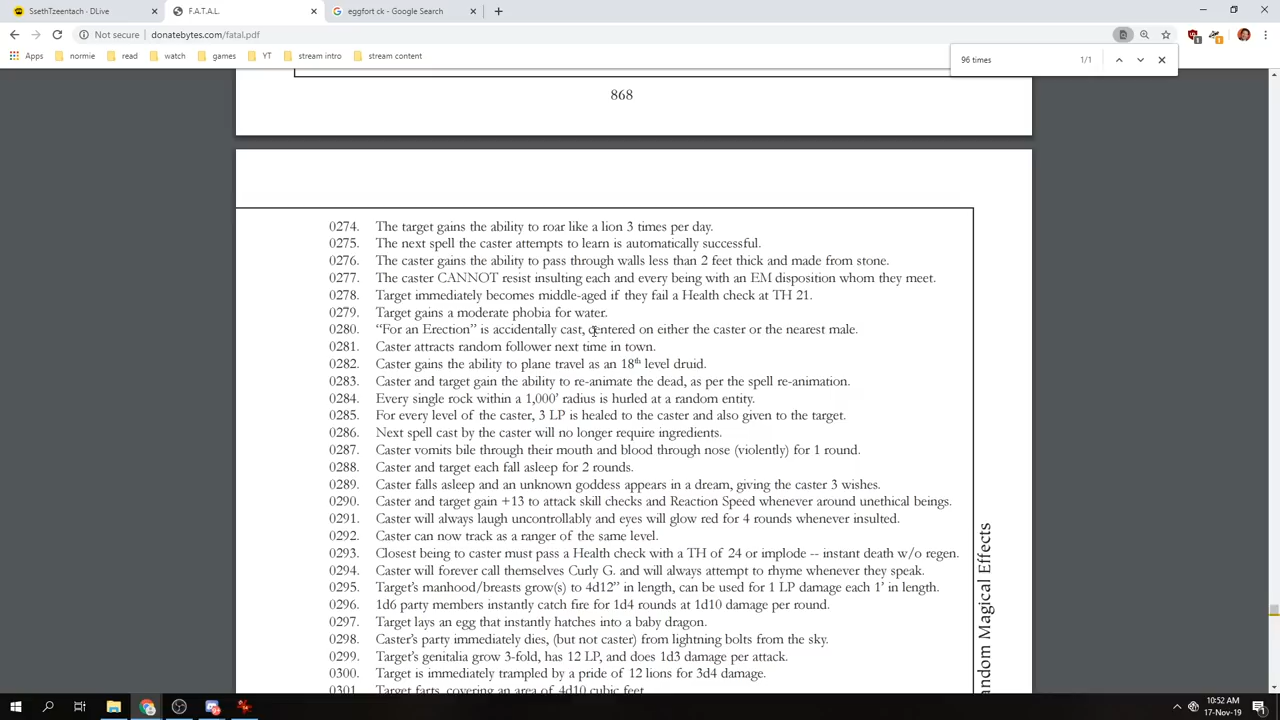 SsethTzeentach - DLive
F.A.T.A.L.
eggfort ck - Google Search
Not secure | donatebytes.com/fatal.pdf
Apps normie read watch games YT stream intro stream content
96 times 1/1
868
0274. The target gains the ability to roar like a lion 3 times per day.
0275. The next spell the caster attempts to learn is automatically successful.
0276. The caster gains the ability to pass through walls less than 2 feet thick and made from stone.
0277. The caster CANNOT resist insulting each and every being with an EM disposition whom they meet.
0278. Target immediately becomes middle-aged if they fail a Health check at TH 21.
0279. Target gains a moderate phobia for water.
0280. “For an Erection” is accidentally cast, centered on either the caster or the nearest male.
0281. Caster attracts random follower next time in town.
0282. Caster gains the ability to plane travel as an 18th level druid.
0283. Caster and target gain the ability to re-animate the dead, as per the spell re-animation.
0284. Every single rock within a 1,000’ radius is hurled at a random entity.
0285. For every level of the caster, 3 LP is healed to the caster and also given to the target.
0286. Next spell cast by the caster will no longer require ingredients.
0287. Caster vomits bile through their mouth and blood through nose (violently) for 1 round.
0288. Caster and target each fall asleep for 2 rounds.
0289. Caster falls asleep and an unknown goddess appears in a dream, giving the caster 3 wishes.
0290. Caster and target gain +13 to attack skill checks and Reaction Speed whenever around unethical beings.
0291. Caster will always laugh uncontrollably and eyes will glow red for 4 rounds whenever insulted.
0292. Caster can now track as a ranger of the same level.
0293. Closest being to caster must pass a Health check with a TH of 24 or implode -- instant death w/o regen.
0294. Caster will forever call themselves Curly G. and will always attempt to rhyme whenever they speak.
0295. Target’s manhood/breasts grow(s) to 4d12” in length, can be used for 1 LP damage each 1’ in length.
0296. 1d6 party members instantly catch fire for 1d4 rounds at 1d10 damage per round.
0297. Target lays an egg that instantly hatches into a baby dragon.
0298. Caster’s party immediately dies, (but not caster) from lightning bolts from the sky.
0299. Target’s genitalia grow 3-fold, has 12 LP, and does 1d3 damage per attack.
0300. Target is immediately trampled by a pride of 12 lions for 3d4 damage.
0301. Target farts, covering an area of 4d10 cubic feet.
andom Magical Effects
10:52 AM
17-Nov-19